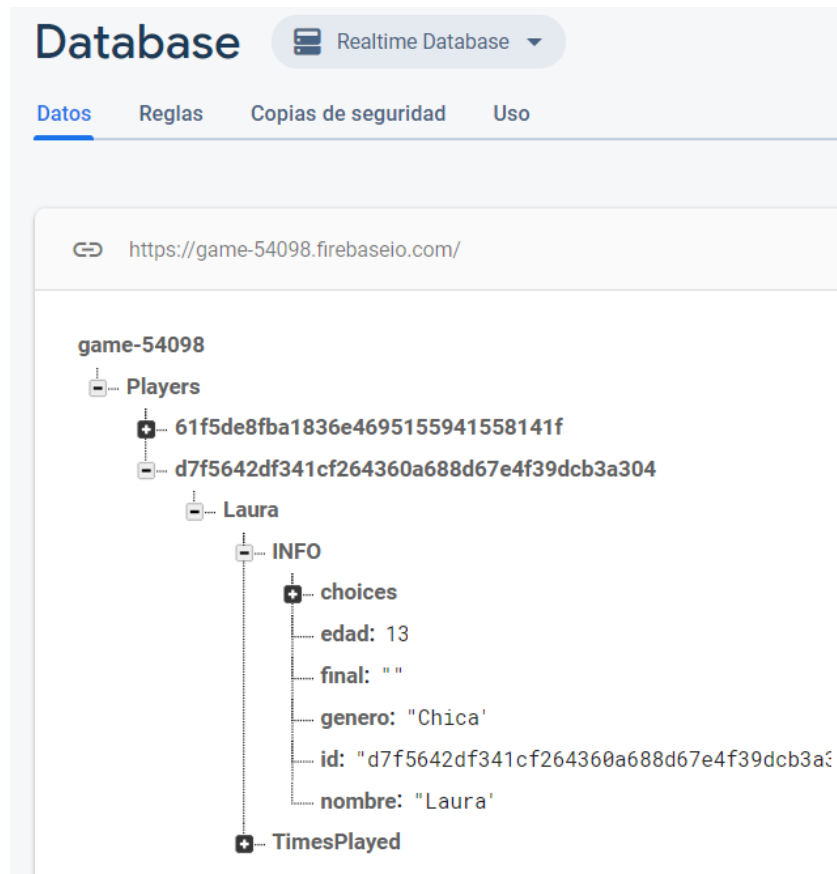 Database Realtime Database
Datos Reglas Copias de seguridad Uso
https://game-54098.firebaseio.com/
game-54098
Players
61f5de8fba1836e4695155941558141f
d7f5642df341cf264360a688d67e4f39dcb3a304
Laura
INFO
choices
edad: 13
final: ""
genero: "Chica'
id: "d7f5642df341cf264360a688d67e4f39dcb3a3
nombre: "Laura'
TimesPlayed